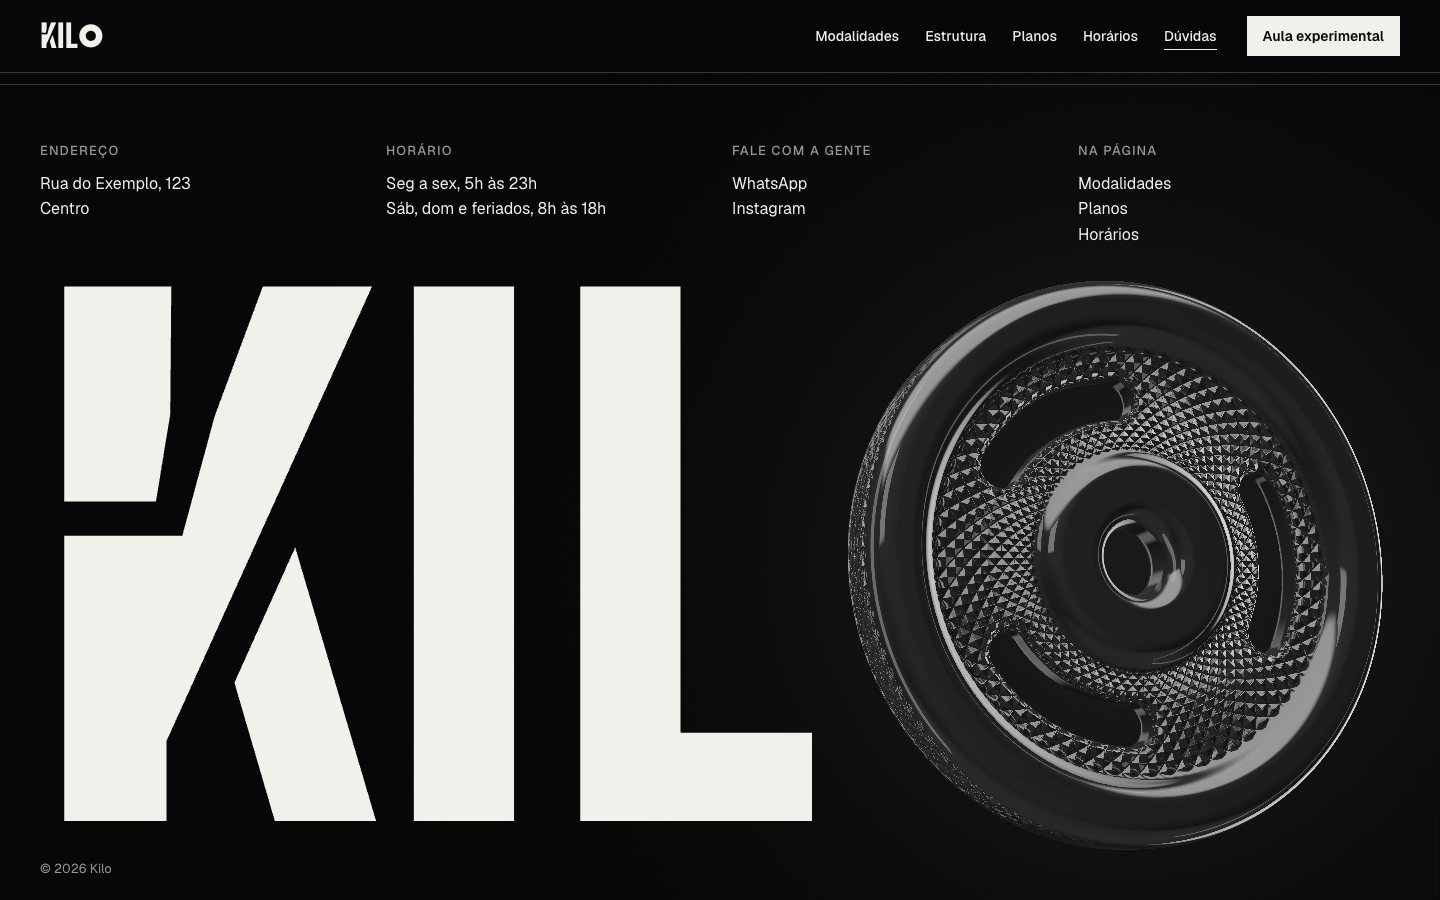 KILO
Modalidades
Estrutura
Planos
Horários
Dúvidas
Aula experimental
ENDEREÇO
Rua do Exemplo, 123
Centro
HORÁRIO
Seg a sex, 5h às 23h
Sáb, dom e feriados, 8h às 18h
FALE COM A GENTE
WhatsApp
Instagram
NA PÁGINA
Modalidades
Planos
Horários
KIL
© 2026 Kilo